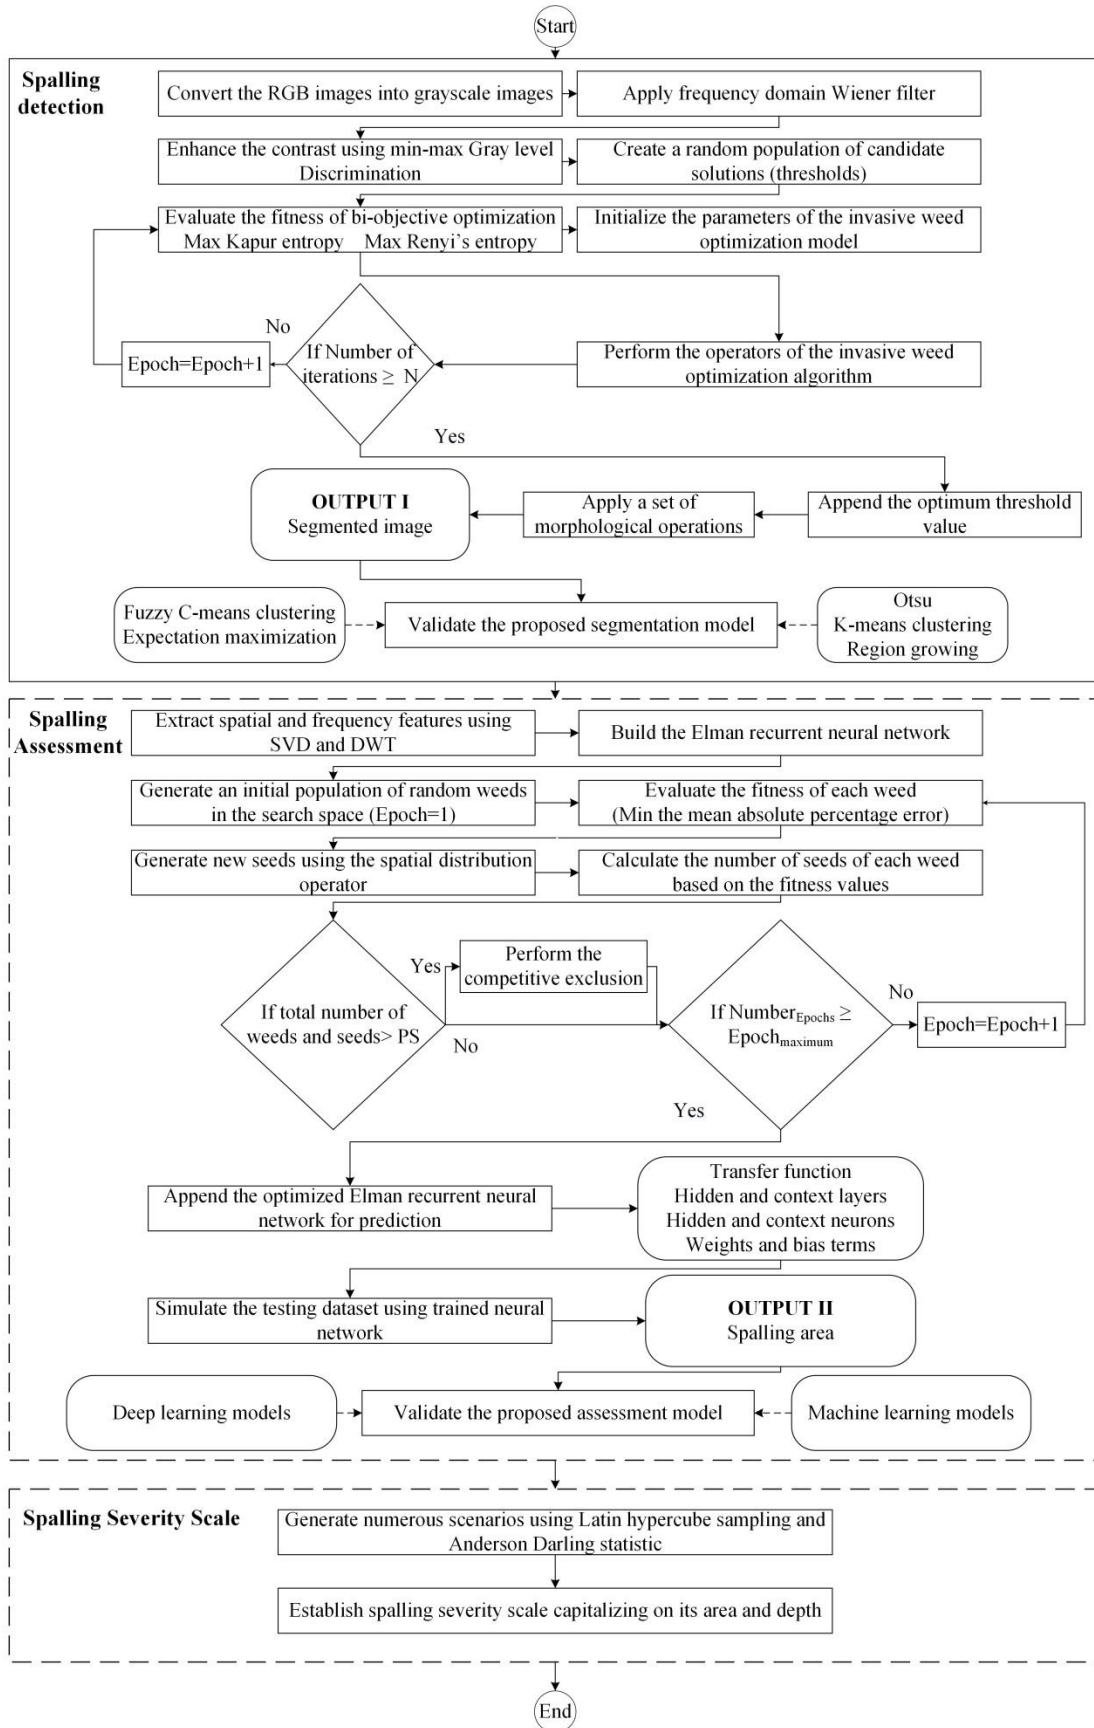 Start
Spalling
detection
Convert the RGB images into grayscale images
Apply frequency domain Wiener filter
Enhance the contrast using min-max Gray level
Discrimination
Create a random population of candidate
solutions (thresholds)
Evaluate the fitness of bi-objective optimization
Max Kapur entropy Max Renyi's entropy
Initialize the parameters of the invasive weed
optimization model
No
Epoch=Epoch+1
If Number of
iterations ≥ N
Perform the operators of the invasive weed
optimization algorithm
Yes
OUTPUT I
Segmented image
Apply a set of
morphological operations
Append the optimum threshold
value
Fuzzy C-means clustering
Expectation maximization
Validate the proposed segmentation model
Otsu
K-means clustering
Region growing
Spalling
Assessment
Extract spatial and frequency features using
SVD and DWT
Build the Elman recurrent neural network
Generate an initial population of random weeds
in the search space (Epoch=1)
Evaluate the fitness of each weed
(Min the mean absolute percentage error)
Generate new seeds using the spatial distribution
operator
Calculate the number of seeds of each weed
based on the fitness values
If total number of
weeds and seeds> PS
Yes
Perform the
competitive exclusion
No
If NumberEpochs ≥
Epochmaximum
No
Epoch=Epoch+1
Yes
Append the optimized Elman recurrent neural
network for prediction
Transfer function
Hidden and context layers
Hidden and context neurons
Weights and bias terms
Simulate the testing dataset using trained neural
network
OUTPUT II
Spalling area
Deep learning models
Validate the proposed assessment model
Machine learning models
Spalling Severity Scale
Generate numerous scenarios using Latin hypercube sampling and
Anderson Darling statistic
Establish spalling severity scale capitalizing on its area and depth
End